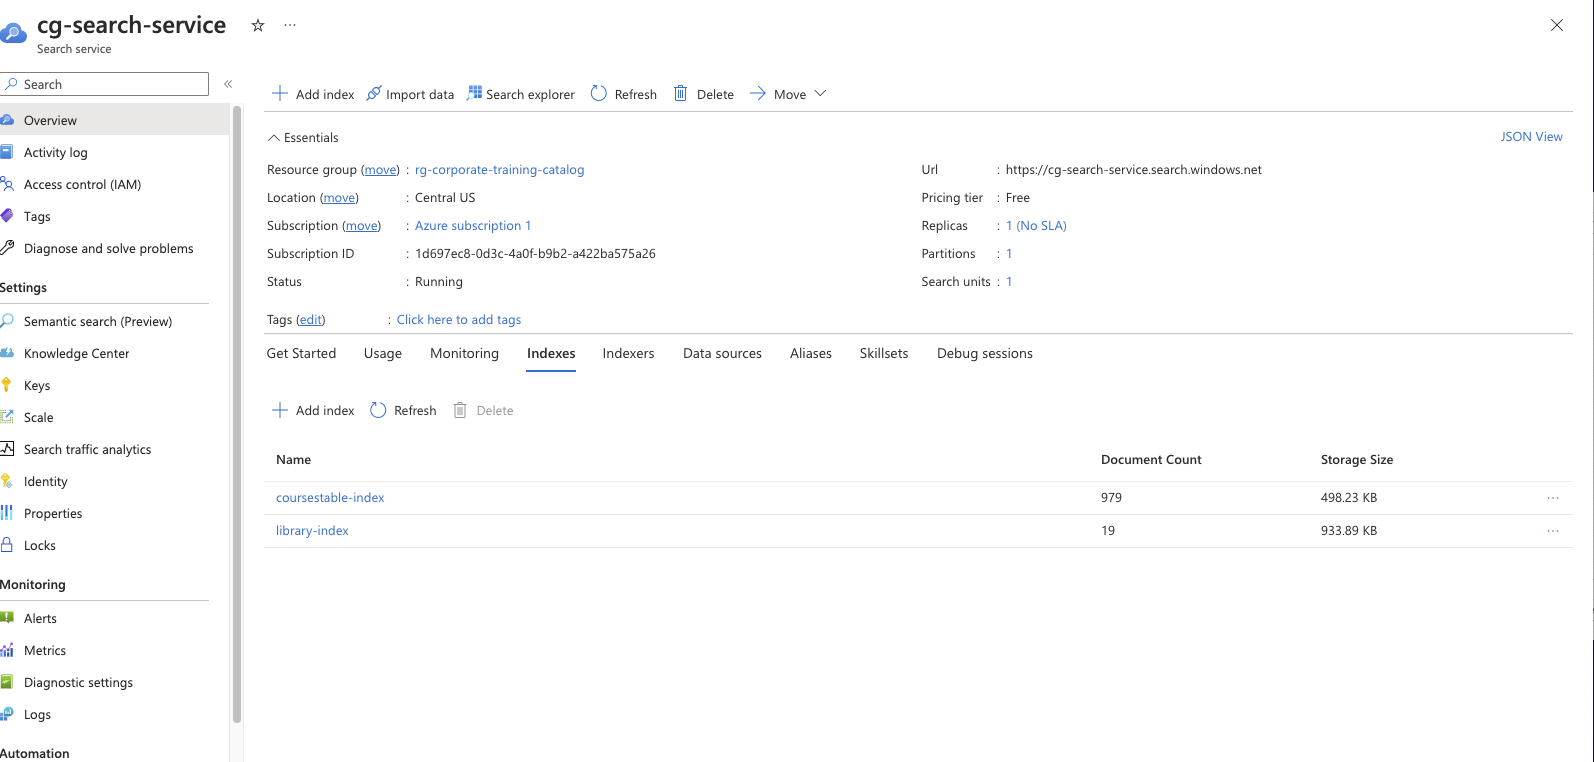 cg-search-service ☆ ···
Search service
Search «
Overview
Activity log
Access control (IAM)
Tags
Diagnose and solve problems
Settings
Semantic search (Preview)
Knowledge Center
Keys
Scale
Search traffic analytics
Identity
Properties
Locks
Monitoring
Alerts
Metrics
Diagnostic settings
Logs
Automation
Add index Import data Search explorer Refresh Delete Move
Essentials JSON View
Resource group (move) : rg-corporate-training-catalog
Location (move) : Central US
Subscription (move) : Azure subscription 1
Subscription ID : 1d697ec8-0d3c-4a0f-b9b2-a422ba575a26
Status : Running
Url : https://cg-search-service.search.windows.net
Pricing tier : Free
Replicas : 1 (No SLA)
Partitions : 1
Search units : 1
Tags (edit) : Click here to add tags
Get Started Usage Monitoring Indexes Indexers Data sources Aliases Skillsets Debug sessions
Add index Refresh Delete
Name Document Count Storage Size
coursestable-index 979 498.23 KB ···
library-index 19 933.89 KB ···